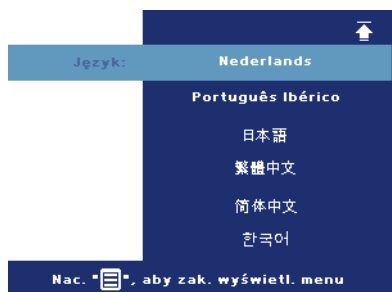 Język: Nederlands
Português Ibérico
日本語
繁體中文
简体中文
한국어
Nac. "", aby zak. wyświetl. menu